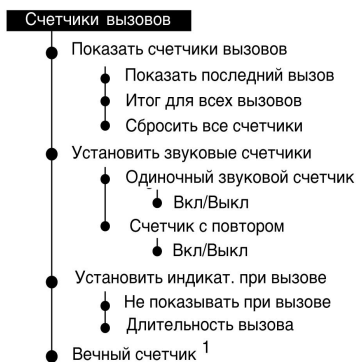 Счетчики вызовов
Показать счетчики вызовов
Показать последний вызов
Итог для всех вызовов
Сбросить все счетчики
Установить звуковые счетчики
Одиночный звуковой счетчик
Вкл/Выкл
Счетчик с повтором
Вкл/Выкл
Установить индикат. при вызове
Не показывать при вызове
Длительность вызова
Вечный счетчик 1